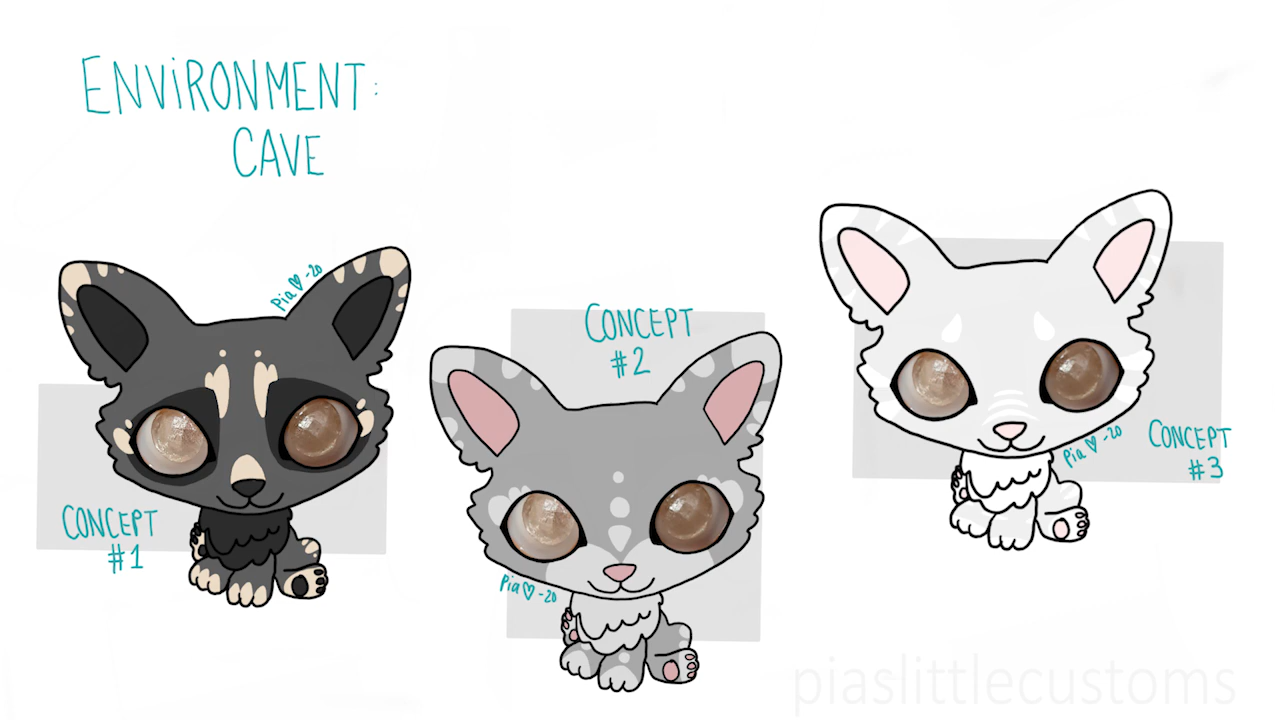 ENVIRONMENT:
CAVE
Pia♡-20
CONCEPT
#1
CONCEPT
#2
Pia♡-20
Pia♡-20
CONCEPT
#3
piaslittlecustoms